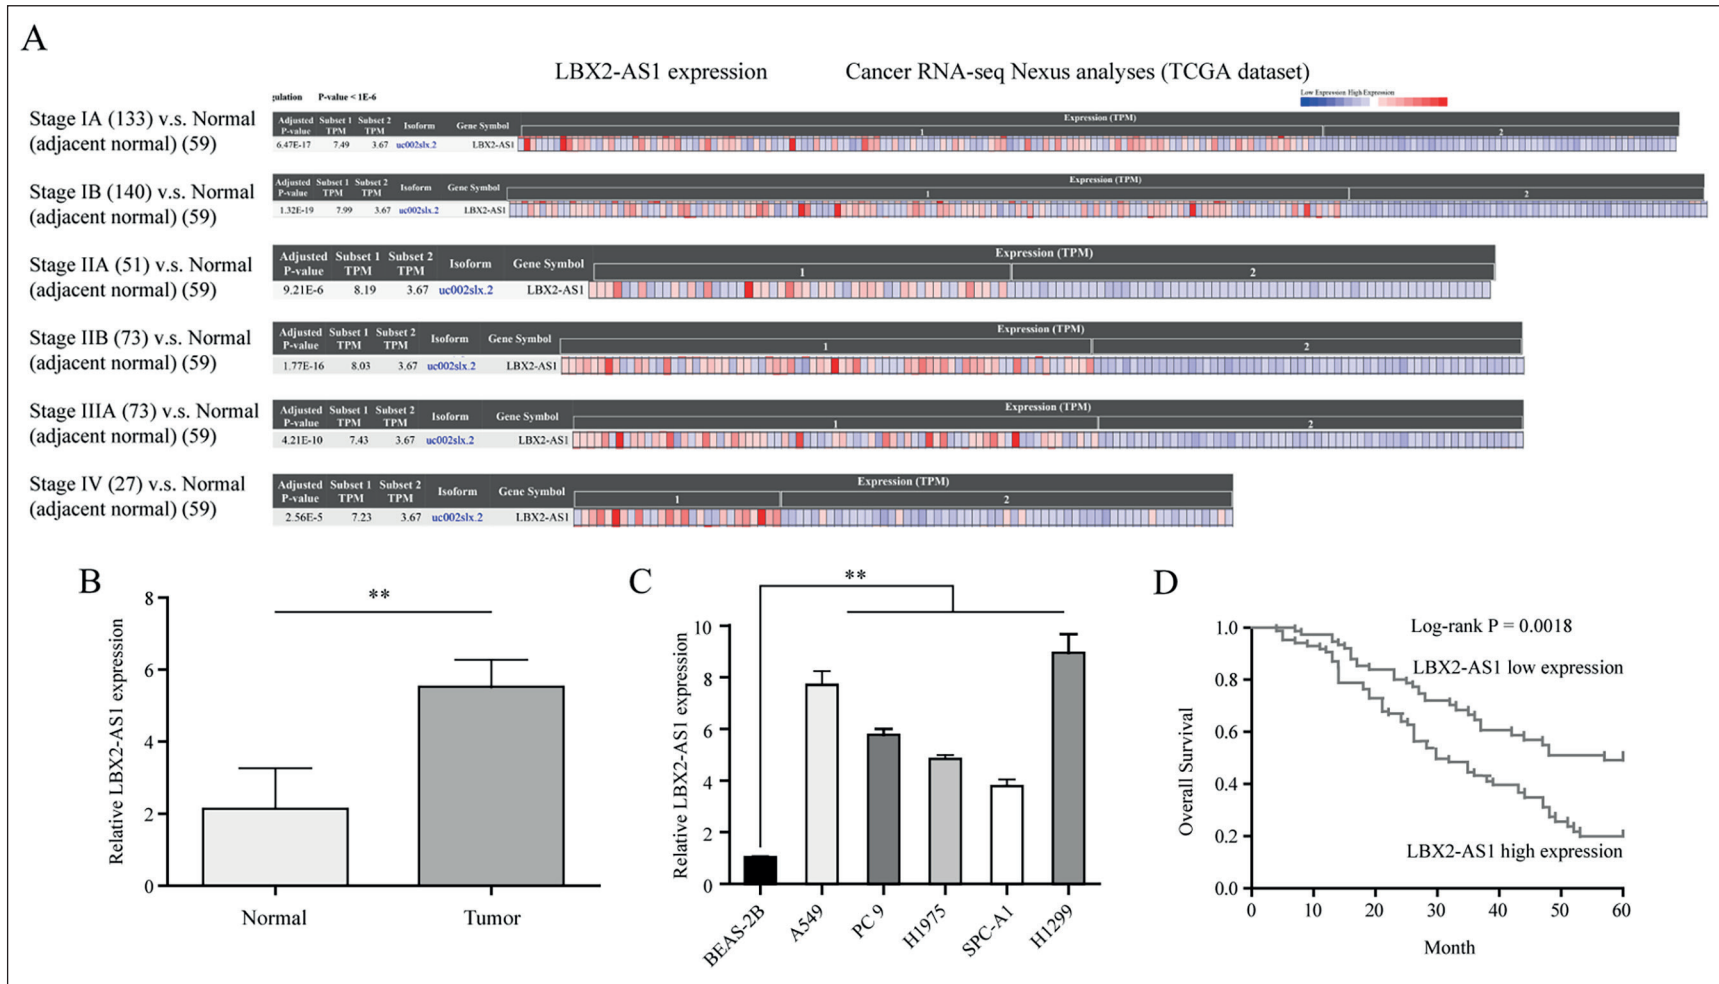 A
LBX2-AS1 expression Cancer RNA-seq Nexus analyses (TCGA dataset)
gulation P-value < 1E-6
Low Expression High Expression
Stage IA (133) v.s. Normal
(adjacent normal) (59)
Adjusted P-value Subset 1 TPM Subset 2 TPM Isoform Gene Symbol Expression (TPM)
1 2
6.47E-17 7.49 3.67 uc002slx.2 LBX2-AS1
Stage IB (140) v.s. Normal
(adjacent normal) (59)
Adjusted P-value Subset 1 TPM Subset 2 TPM Isoform Gene Symbol Expression (TPM)
1 2
1.32E-19 7.99 3.67 uc002slx.2 LBX2-AS1
Stage IIA (51) v.s. Normal
(adjacent normal) (59)
Adjusted P-value Subset 1 TPM Subset 2 TPM Isoform Gene Symbol Expression (TPM)
1 2
9.21E-6 8.19 3.67 uc002slx.2 LBX2-AS1
Stage IIB (73) v.s. Normal
(adjacent normal) (59)
Adjusted P-value Subset 1 TPM Subset 2 TPM Isoform Gene Symbol Expression (TPM)
1 2
1.77E-16 8.03 3.67 uc002slx.2 LBX2-AS1
Stage IIIA (73) v.s. Normal
(adjacent normal) (59)
Adjusted P-value Subset 1 TPM Subset 2 TPM Isoform Gene Symbol Expression (TPM)
1 2
4.21E-10 7.43 3.67 uc002slx.2 LBX2-AS1
Stage IV (27) v.s. Normal
(adjacent normal) (59)
Adjusted P-value Subset 1 TPM Subset 2 TPM Isoform Gene Symbol Expression (TPM)
1 2
2.56E-5 7.23 3.67 uc002slx.2 LBX2-AS1
B
Relative LBX2-AS1 expression
8
6
4
2
0
**
Normal Tumor
C
Relative LBX2-AS1 expression
10
8
6
4
2
0
**
BEAS-2B A549 PC 9 H1975 SPC-A1 H1299
D
Overall Survival
1.0
0.8
0.6
0.4
0.2
0.0
Log-rank P = 0.0018
LBX2-AS1 low expression
LBX2-AS1 high expression
0 10 20 30 40 50 60
Month